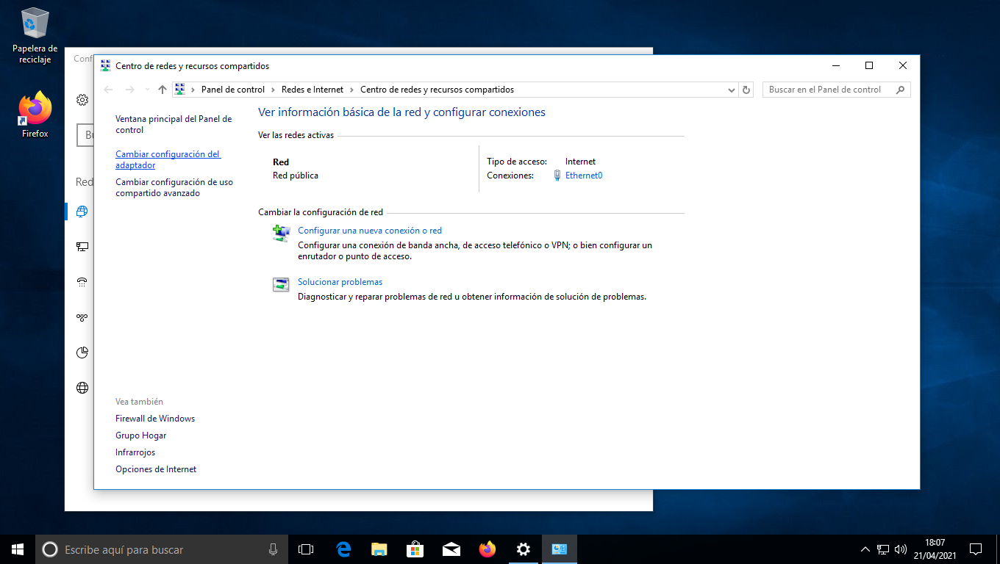 Papelera de
reciclaje
Firefox
Conf
Centro de redes y recursos compartidos
Panel de control
Redes e Internet
Centro de redes y recursos compartidos
Buscar en el Panel de control
Bu
Red
Ventana principal del Panel de
control
Cambiar configuración del
adaptador
Cambiar configuración de uso
compartido avanzado
Ver información básica de la red y configurar conexiones
Ver las redes activas
Red
Red pública
Tipo de acceso: Internet
Conexiones: Ethernet0
Cambiar la configuración de red
Configurar una nueva conexión o red
Configurar una conexión de banda ancha, de acceso telefónico o VPN; o bien configurar un
enrutador o punto de acceso.
Solucionar problemas
Diagnosticar y reparar problemas de red u obtener información de solución de problemas.
Vea también
Firewall de Windows
Grupo Hogar
Infrarrojos
Opciones de Internet
Escribe aquí para buscar
18:07
21/04/2021